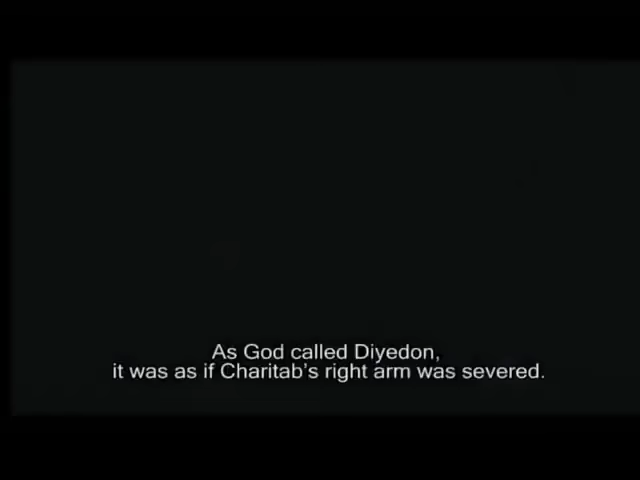 As God called Diyedon,
it was as if Charitab's right arm was severed.